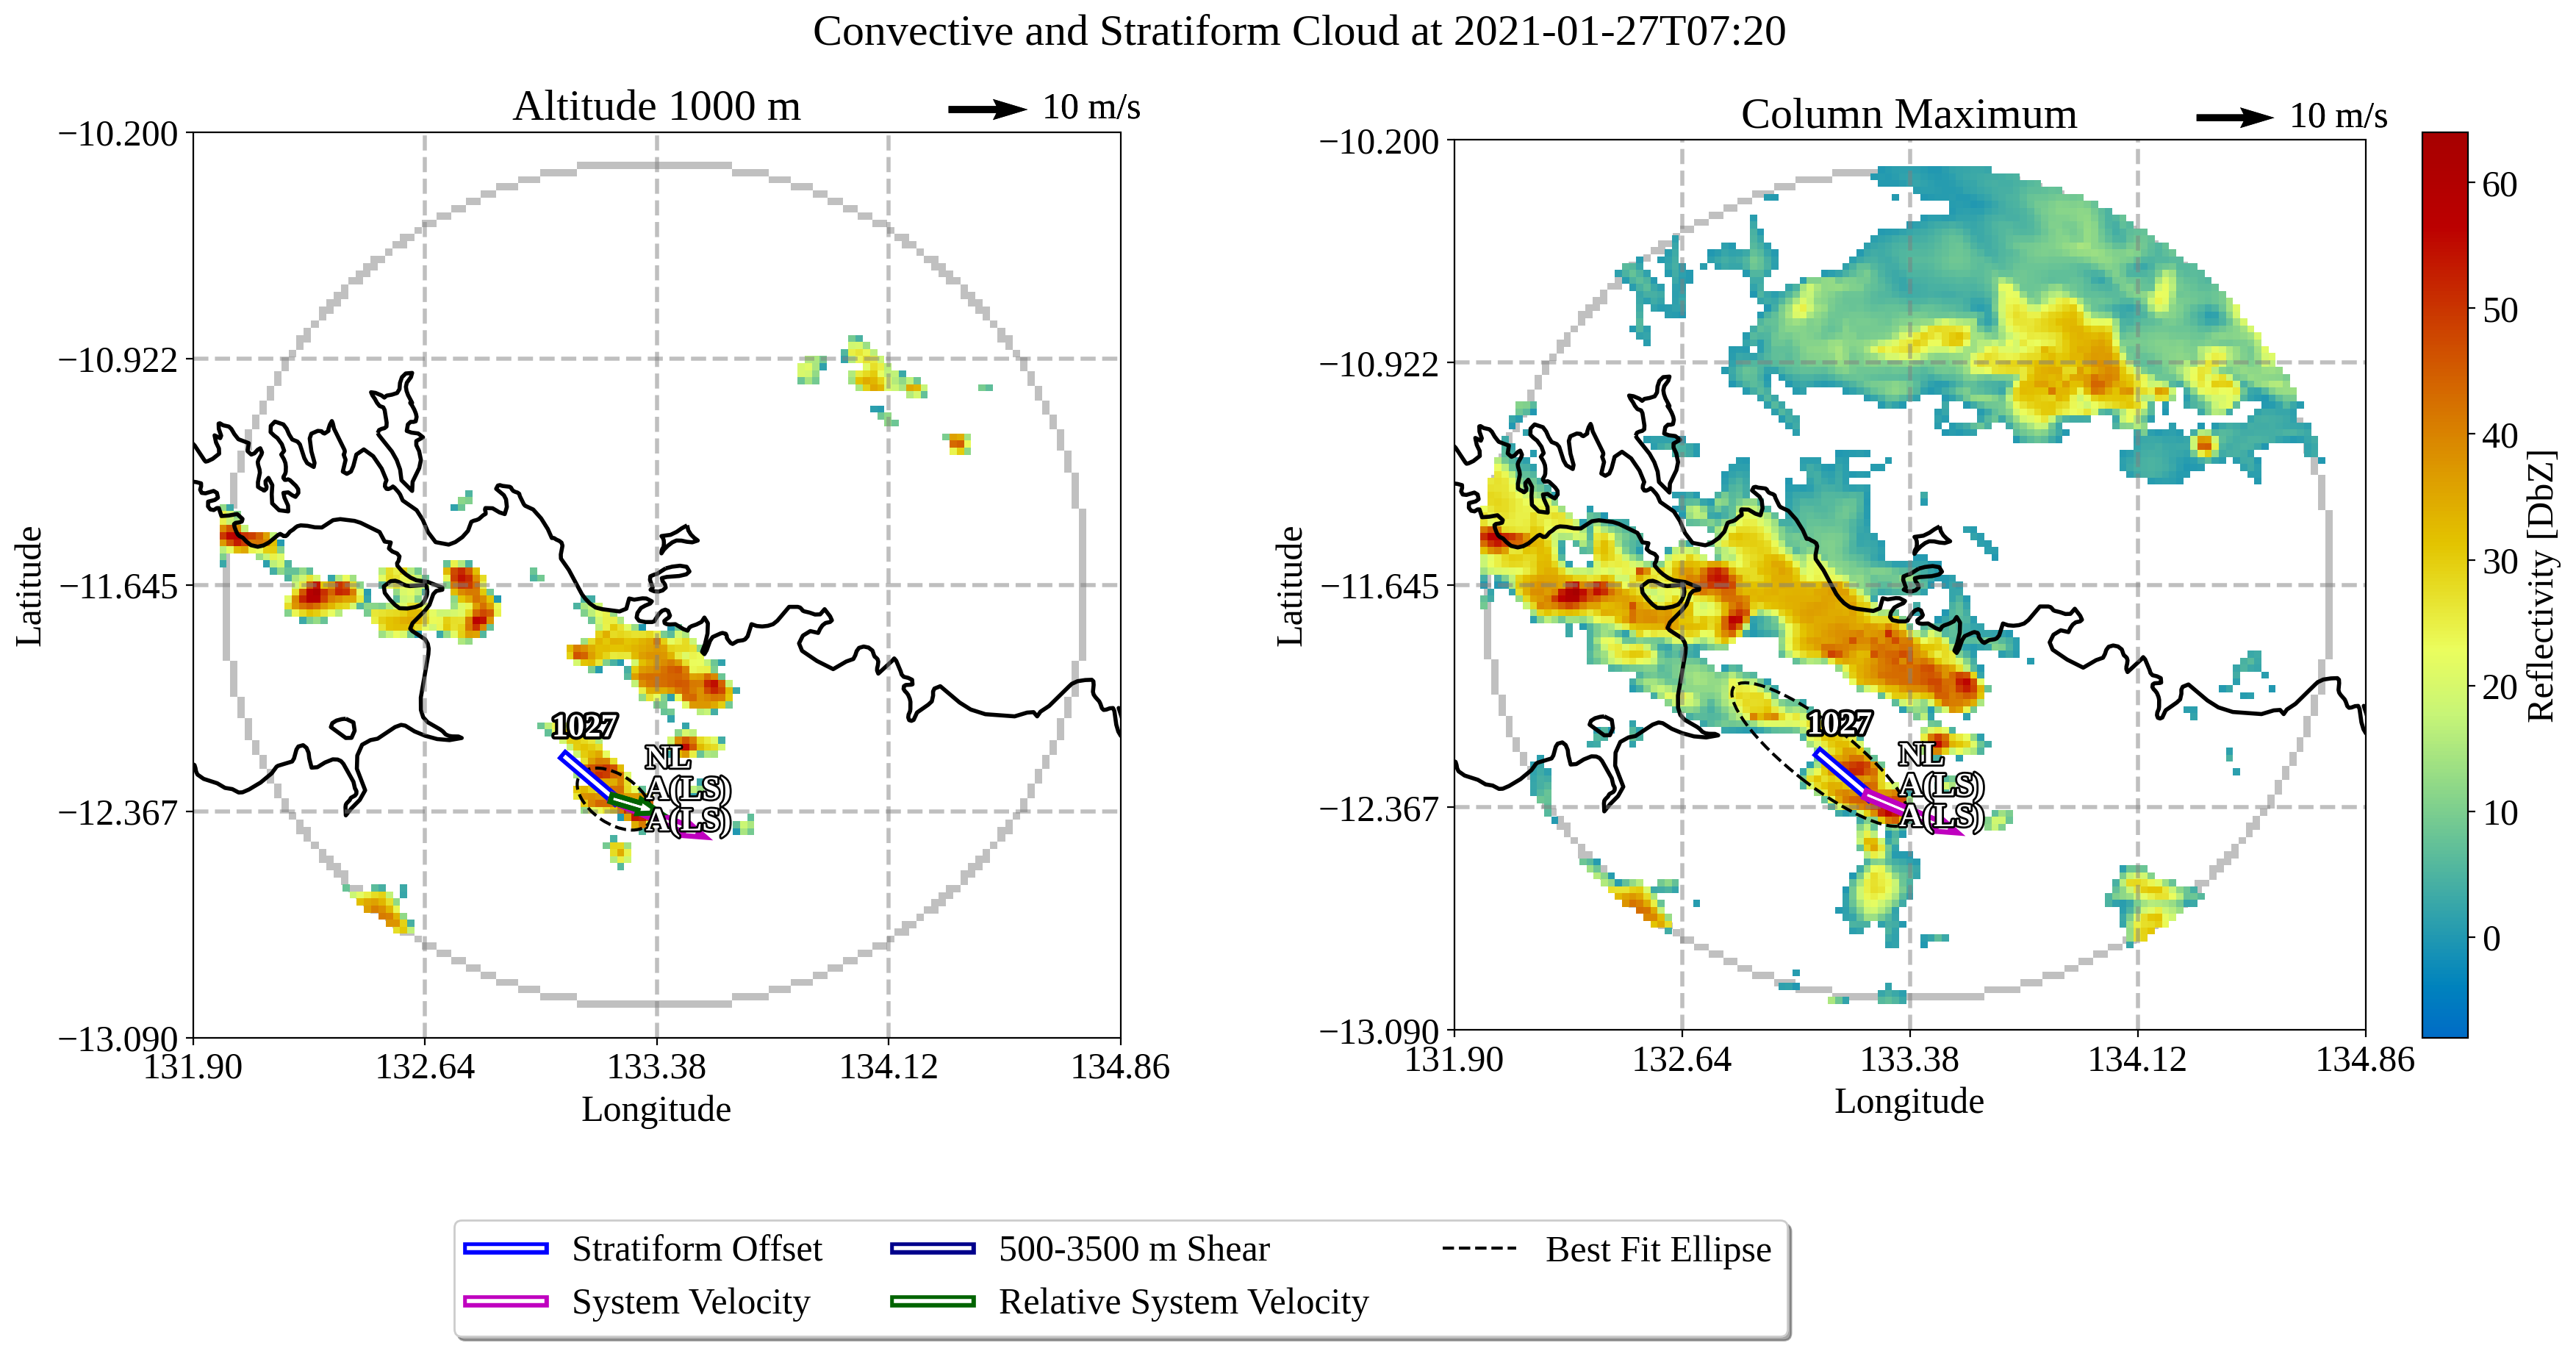 Convective and Stratiform Cloud at 2021-01-27T07:20
Altitude 1000 m
10 m/s
−10.200
−10.922
−11.645
−12.367
−13.090
Latitude
131.90
132.64
133.38
134.12
134.86
Longitude
1027
NL
A(LS)
A(LS)
Column Maximum
10 m/s
−10.200
−10.922
−11.645
−12.367
−13.090
Latitude
131.90
132.64
133.38
134.12
134.86
Longitude
1027
NL
A(LS)
A(LS)
60
50
40
30
20
10
0
Reflectivity [DbZ]
Stratiform Offset
System Velocity
500-3500 m Shear
Relative System Velocity
Best Fit Ellipse